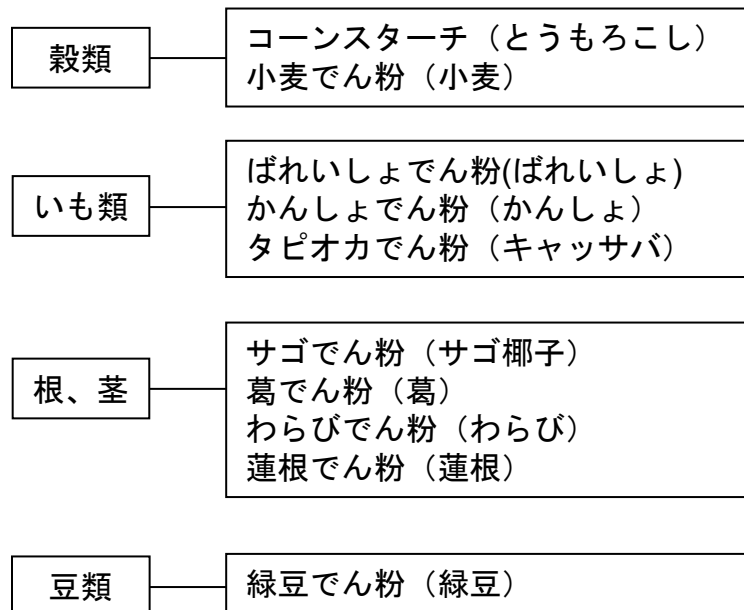 穀類
コーンスターチ（とうもろこし）
小麦でん粉（小麦）
いも類
ばれいしょでん粉(ばれいしょ)
かんしょでん粉（かんしょ）
タピオカでん粉（キャッサバ）
根、茎
サゴでん粉（サゴ椰子）
葛でん粉（葛）
わらびでん粉（わらび）
蓮根でん粉（蓮根）
豆類
緑豆でん粉（緑豆）